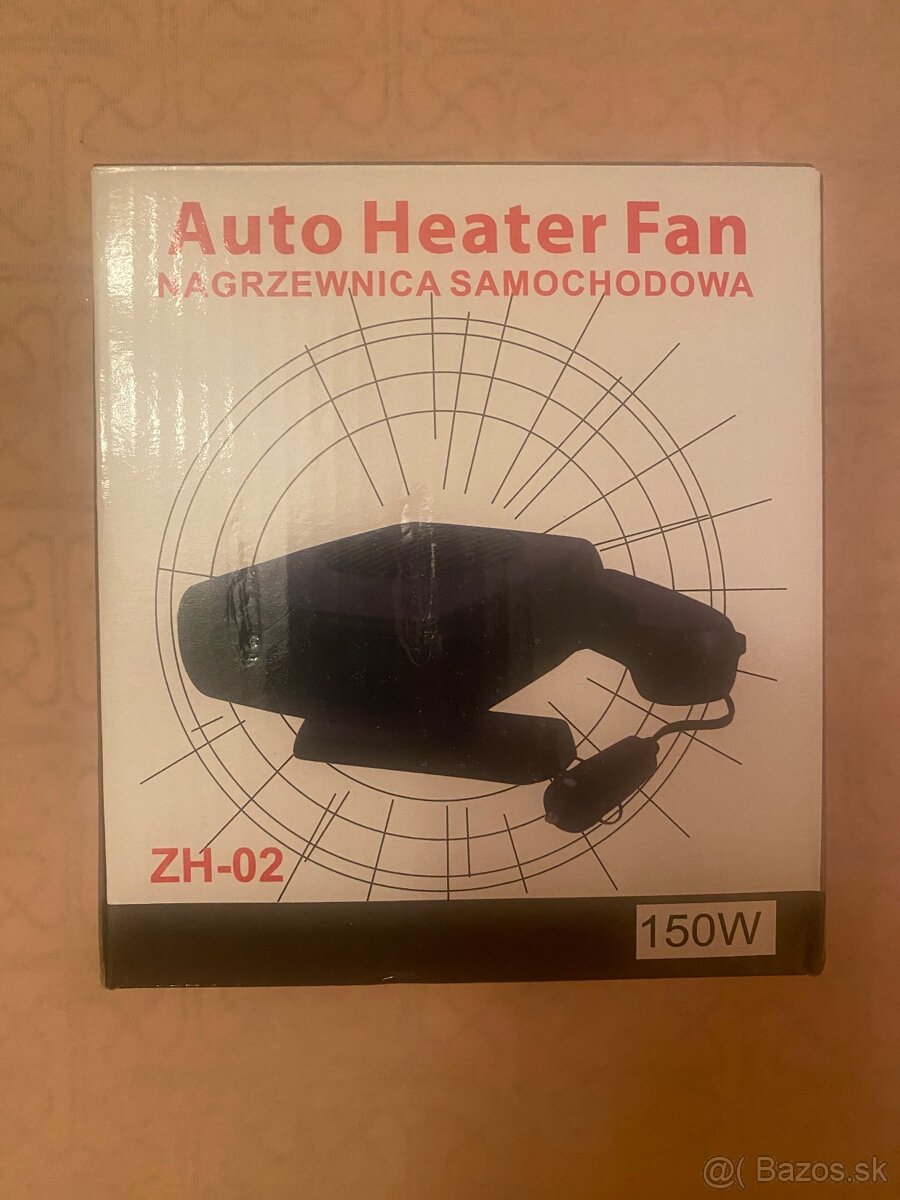 Auto Heater Fan
NAGRZEWNICA SAMOCHODOWA
ZH-02
150W
@( Bazos.sk